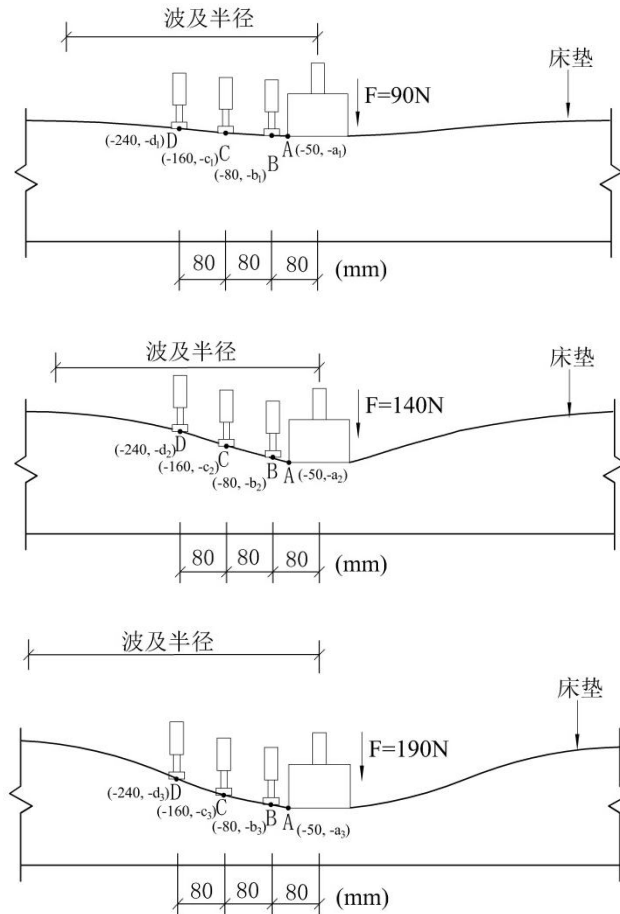 波及半径
床垫
F=90N
(-240, -d₁) D
(-160, -c₁) C
(-80, -b₁) B
A (-50, -a₁)
80 80 80 (mm)
波及半径
床垫
F=140N
(-240, -d₂) D
(-160, -c₂) C
(-80, -b₂) B
A (-50, -a₂)
80 80 80 (mm)
波及半径
床垫
F=190N
(-240, -d₃) D
(-160, -c₃) C
(-80, -b₃) B
A (-50, -a₃)
80 80 80 (mm)